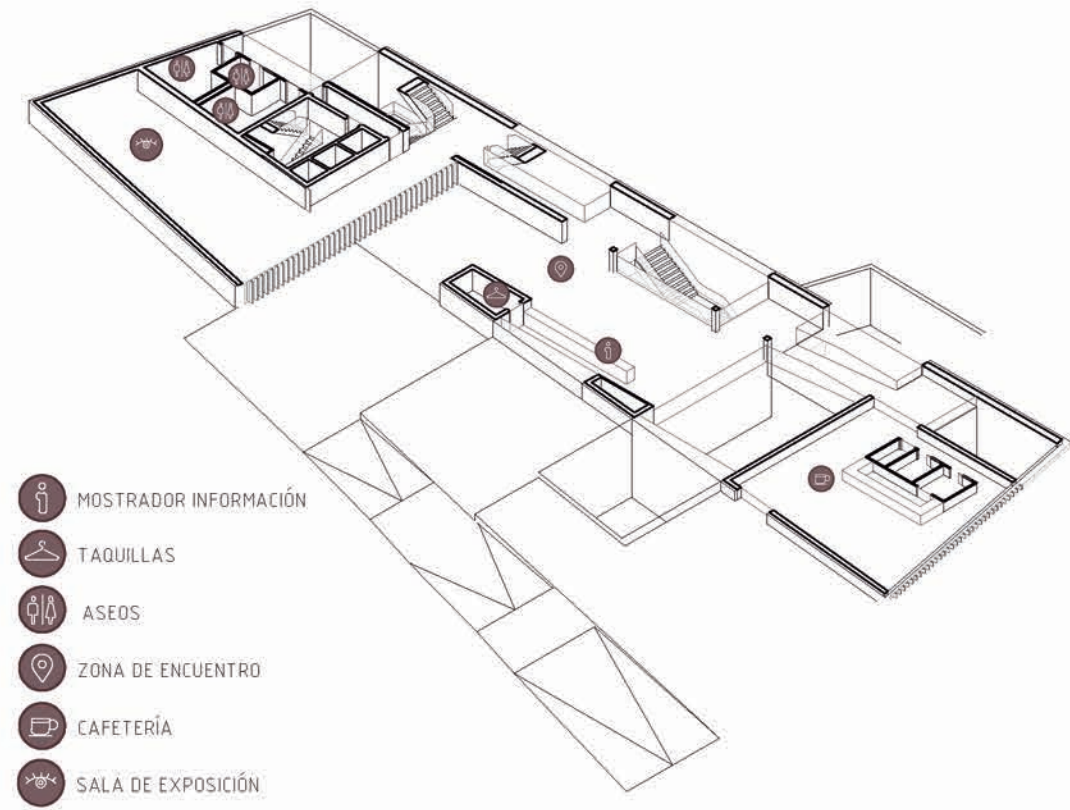 MOSTRADOR INFORMACIÓN
TAQUILLAS
ASEOS
ZONA DE ENCUENTRO
CAFETERÍA
SALA DE EXPOSICIÓN